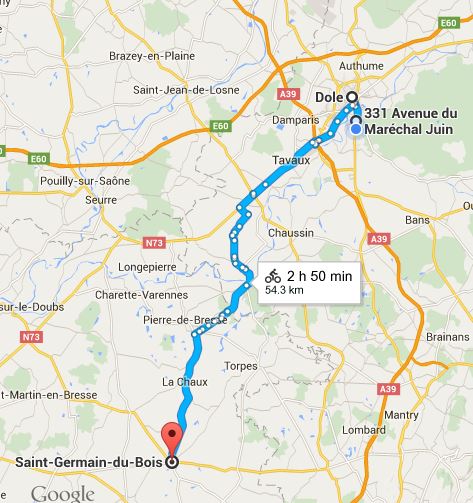 E60
Brazey-en-Plaine
Authume
Saint-Jean-de-Losne
A39
Dole
331 Avenue du
Maréchal Juin
Damparis
E60
Tavaux
Pouilly-sur-Saône
Seurre
Bans
Chaussin
N73
A39
Longepierre
2 h 50 min
54.3 km
Charette-Varennes
sur-le-Doubs
Pierre-de-Bresse
N73
Brainans
Torpes
La Chaux
A39
t-Martin-en-Bresse
Mantry
Lombard
Saint-Germain-du-Bois
Google